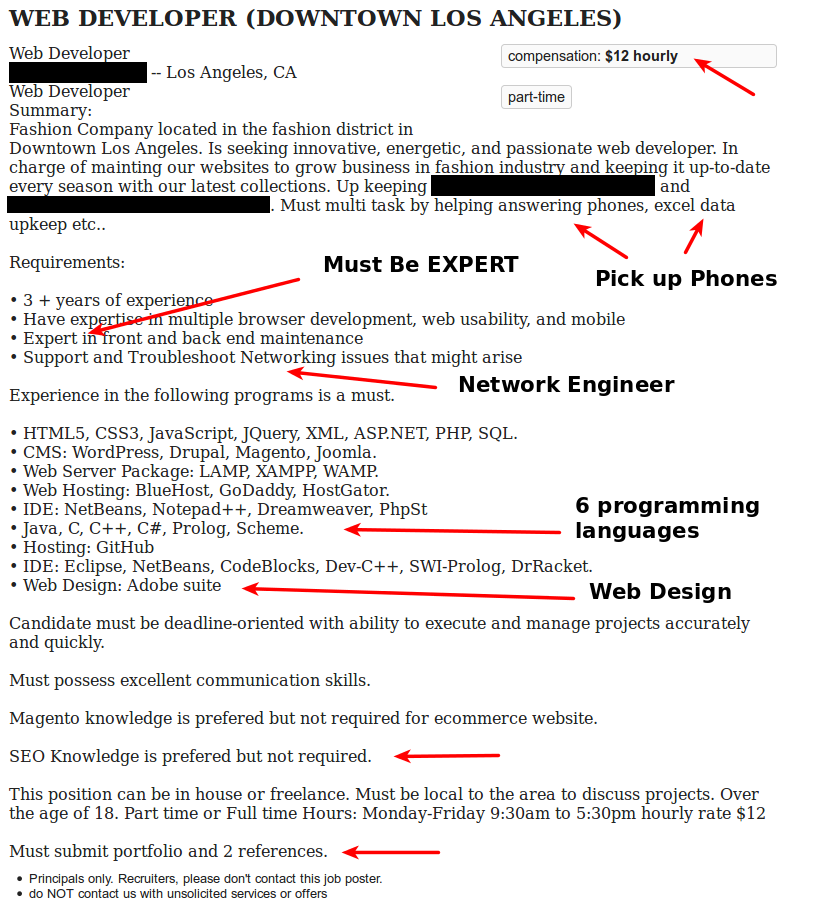 WEB DEVELOPER (DOWNTOWN LOS ANGELES)
Web Developer
compensation: $12 hourly
-- Los Angeles, CA
Web Developer
part-time
Summary:
Fashion Company located in the fashion district in
Downtown Los Angeles. Is seeking innovative, energetic, and passionate web developer. In
charge of mainting our websites to grow business in fashion industry and keeping it up-to-date
every season with our latest collections. Up keeping and
. Must multi task by helping answering phones, excel data
upkeep etc..
Pick up Phones
Requirements:
Must Be EXPERT
• 3 + years of experience
• Have expertise in multiple browser development, web usability, and mobile
• Expert in front and back end maintenance
• Support and Troubleshoot Networking issues that might arise
Network Engineer
Experience in the following programs is a must.
• HTML5, CSS3, JavaScript, JQuery, XML, ASP.NET, PHP, SQL.
• CMS: WordPress, Drupal, Magento, Joomla.
• Web Server Package: LAMP, XAMPP, WAMP.
• Web Hosting: BlueHost, GoDaddy, HostGator.
• IDE: NetBeans, Notepad++, Dreamweaver, PhpSt
• Java, C, C++, C#, Prolog, Scheme.
6 programming
languages
• Hosting: GitHub
• IDE: Eclipse, NetBeans, CodeBlocks, Dev-C++, SWI-Prolog, DrRacket.
• Web Design: Adobe suite
Web Design
Candidate must be deadline-oriented with ability to execute and manage projects accurately
and quickly.
Must possess excellent communication skills.
Magento knowledge is prefered but not required for ecommerce website.
SEO Knowledge is prefered but not required.
This position can be in house or freelance. Must be local to the area to discuss projects. Over
the age of 18. Part time or Full time Hours: Monday-Friday 9:30am to 5:30pm hourly rate $12
Must submit portfolio and 2 references.
• Principals only. Recruiters, please don't contact this job poster.
• do NOT contact us with unsolicited services or offers